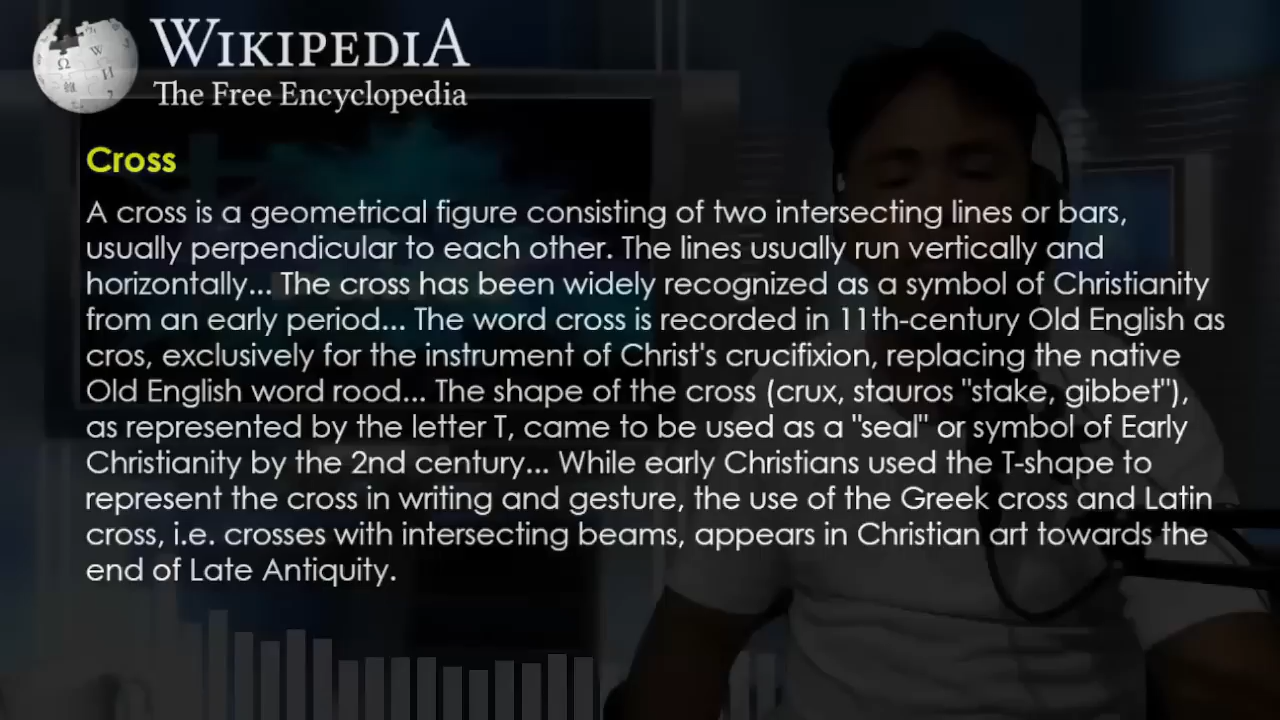 WIKIPEDIA
The Free Encyclopedia
Cross
A cross is a geometrical figure consisting of two intersecting lines or bars,
usually perpendicular to each other. The lines usually run vertically and
horizontally... The cross has been widely recognized as a symbol of Christianity
from an early period... The word cross is recorded in 11th-century Old English as
cros, exclusively for the instrument of Christ's crucifixion, replacing the native
Old English word rood... The shape of the cross (crux, stauros "stake, gibbet"),
as represented by the letter T, came to be used as a "seal" or symbol of Early
Christianity by the 2nd century... While early Christians used the T-shape to
represent the cross in writing and gesture, the use of the Greek cross and Latin
cross, i.e. crosses with intersecting beams, appears in Christian art towards the
end of Late Antiquity.